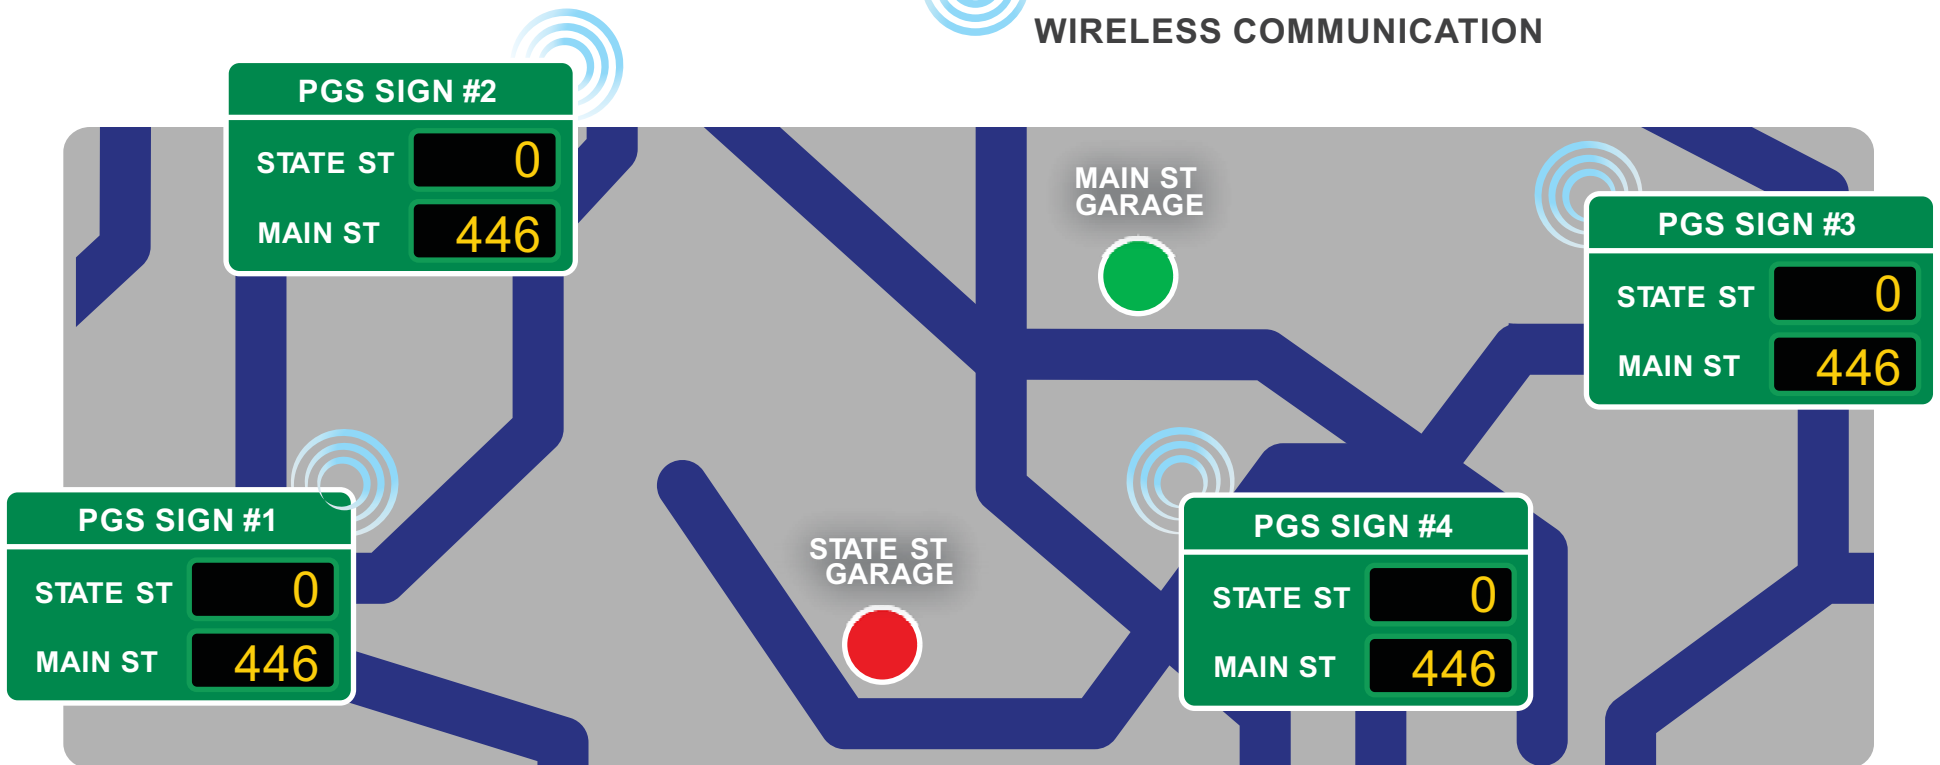 WIRELESS COMMUNICATION
PGS SIGN #2
STATE ST 0
MAIN ST 446
MAIN ST
GARAGE
PGS SIGN #3
STATE ST 0
MAIN ST 446
PGS SIGN #1
STATE ST 0
MAIN ST 446
STATE ST
GARAGE
PGS SIGN #4
STATE ST 0
MAIN ST 446